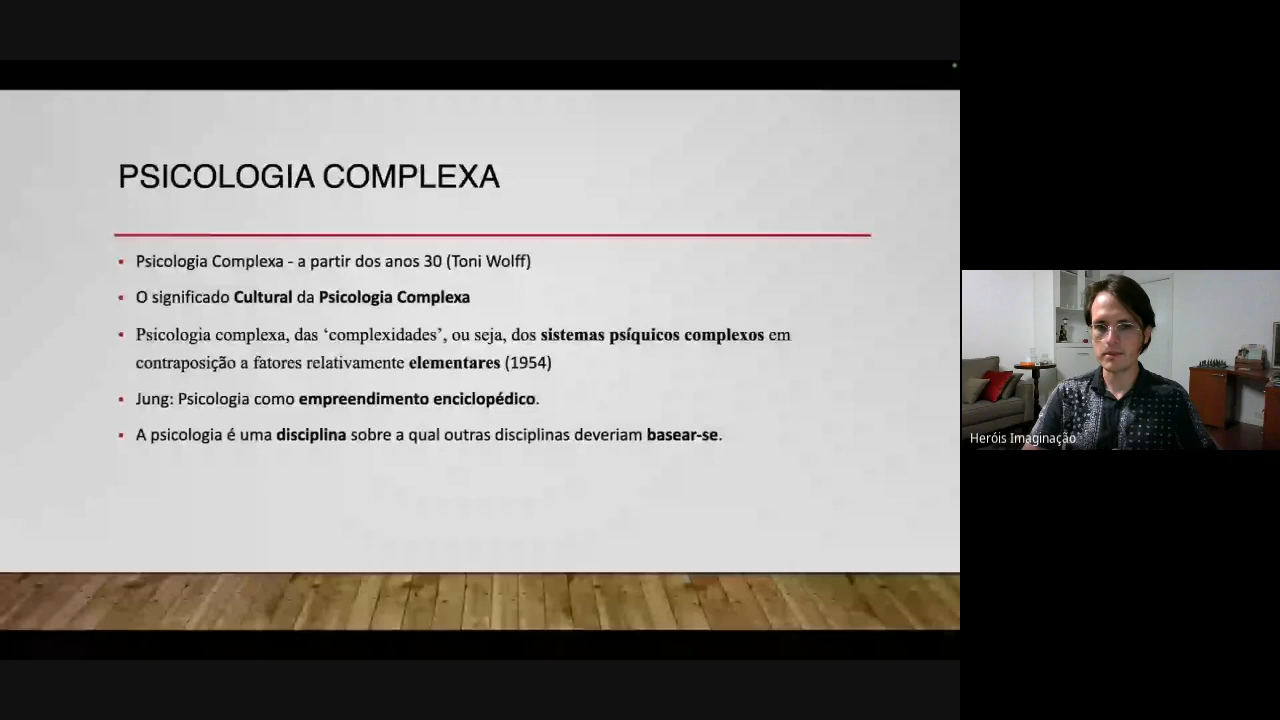 PSICOLOGIA COMPLEXA
Psicologia Complexa - a partir dos anos 30 (Toni Wolff)
O significado Cultural da Psicologia Complexa
Psicologia complexa, das ‘complexidades’, ou seja, dos sistemas psíquicos complexos em
contraposição a fatores relativamente elementares (1954)
Jung: Psicologia como empreendimento enciclopédico.
A psicologia é uma disciplina sobre a qual outras disciplinas deveriam basear-se.
Heróis Imaginação